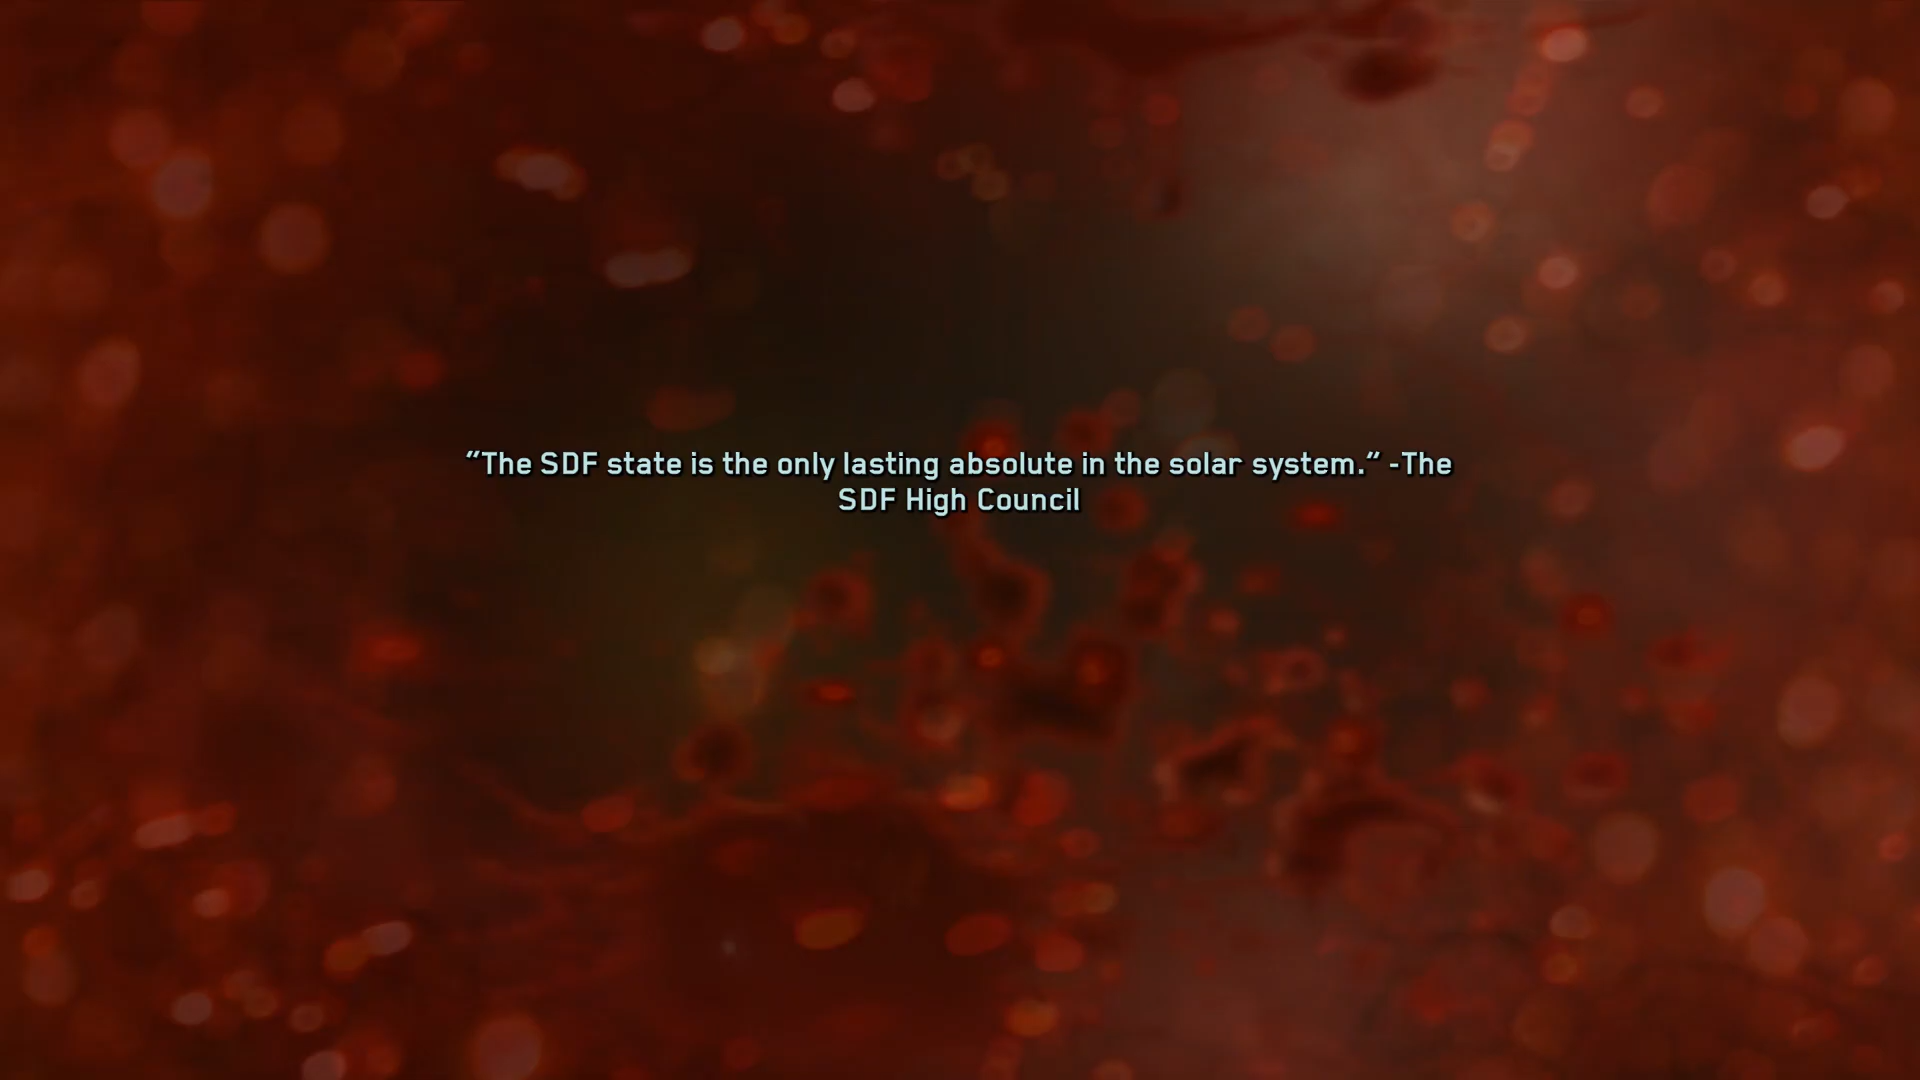 “The SDF state is the only lasting absolute in the solar system.” -The
SDF High Council